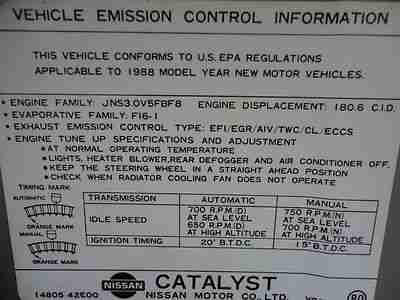 VEHICLE EMISSION CONTROL INFORMATION
THIS VEHICLE CONFORMS TO U.S. EPA REGULATIONS
APPLICABLE TO 1988 MODEL YEAR NEW MOTOR VEHICLES.
• ENGINE FAMILY: JNS3.0V5FBF8 ENGINE DISPLACEMENT: 180.6 C.I.D.
• EVAPORATIVE FAMILY: F16-1
• EXHAUST EMISSION CONTROL TYPE: EFI/EGR/AIV/TWC/CL/ECCS
• ENGINE TUNE UP SPECIFICATIONS AND ADJUSTMENT
• AT NORMAL OPERATING TEMPERATURE
• LIGHTS, HEATER BLOWER, REAR DEFOGGER AND AIR CONDITIONER OFF.
• KEEP THE STEERING WHEEL IN A STRAIGHT AHEAD POSITION
• CHECK WHEN RADIATOR COOLING FAN DOES NOT OPERATE
TIMING MARK
AUTOMATIC
ORANGE MARK
MANUAL
ORANGE MARK
TRANSMISSION AUTOMATIC MANUAL
IDLE SPEED 700 R.P.M.(D) AT SEA LEVEL 650 R.P.M.(D) AT HIGH ALTITUDE 750 R.P.M.(N) AT SEA LEVEL 700 R.P.M.(N) AT HIGH ALTITUDE
IGNITION TIMING 20° B.T.D.C. 15° B.T.D.C.
NISSAN CATALYST
14805 42E00 NISSAN MOTOR CO., LTD. 90